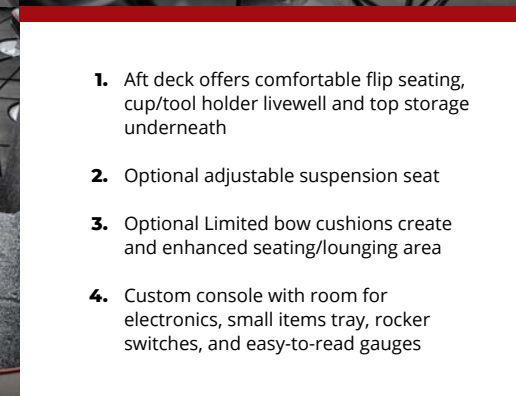 1. Aft deck offers comfortable flip seating,
cup/tool holder livewell and top storage
underneath
2. Optional adjustable suspension seat
3. Optional Limited bow cushions create
and enhanced seating/lounging area
4. Custom console with room for
electronics, small items tray, rocker
switches, and easy-to-read gauges